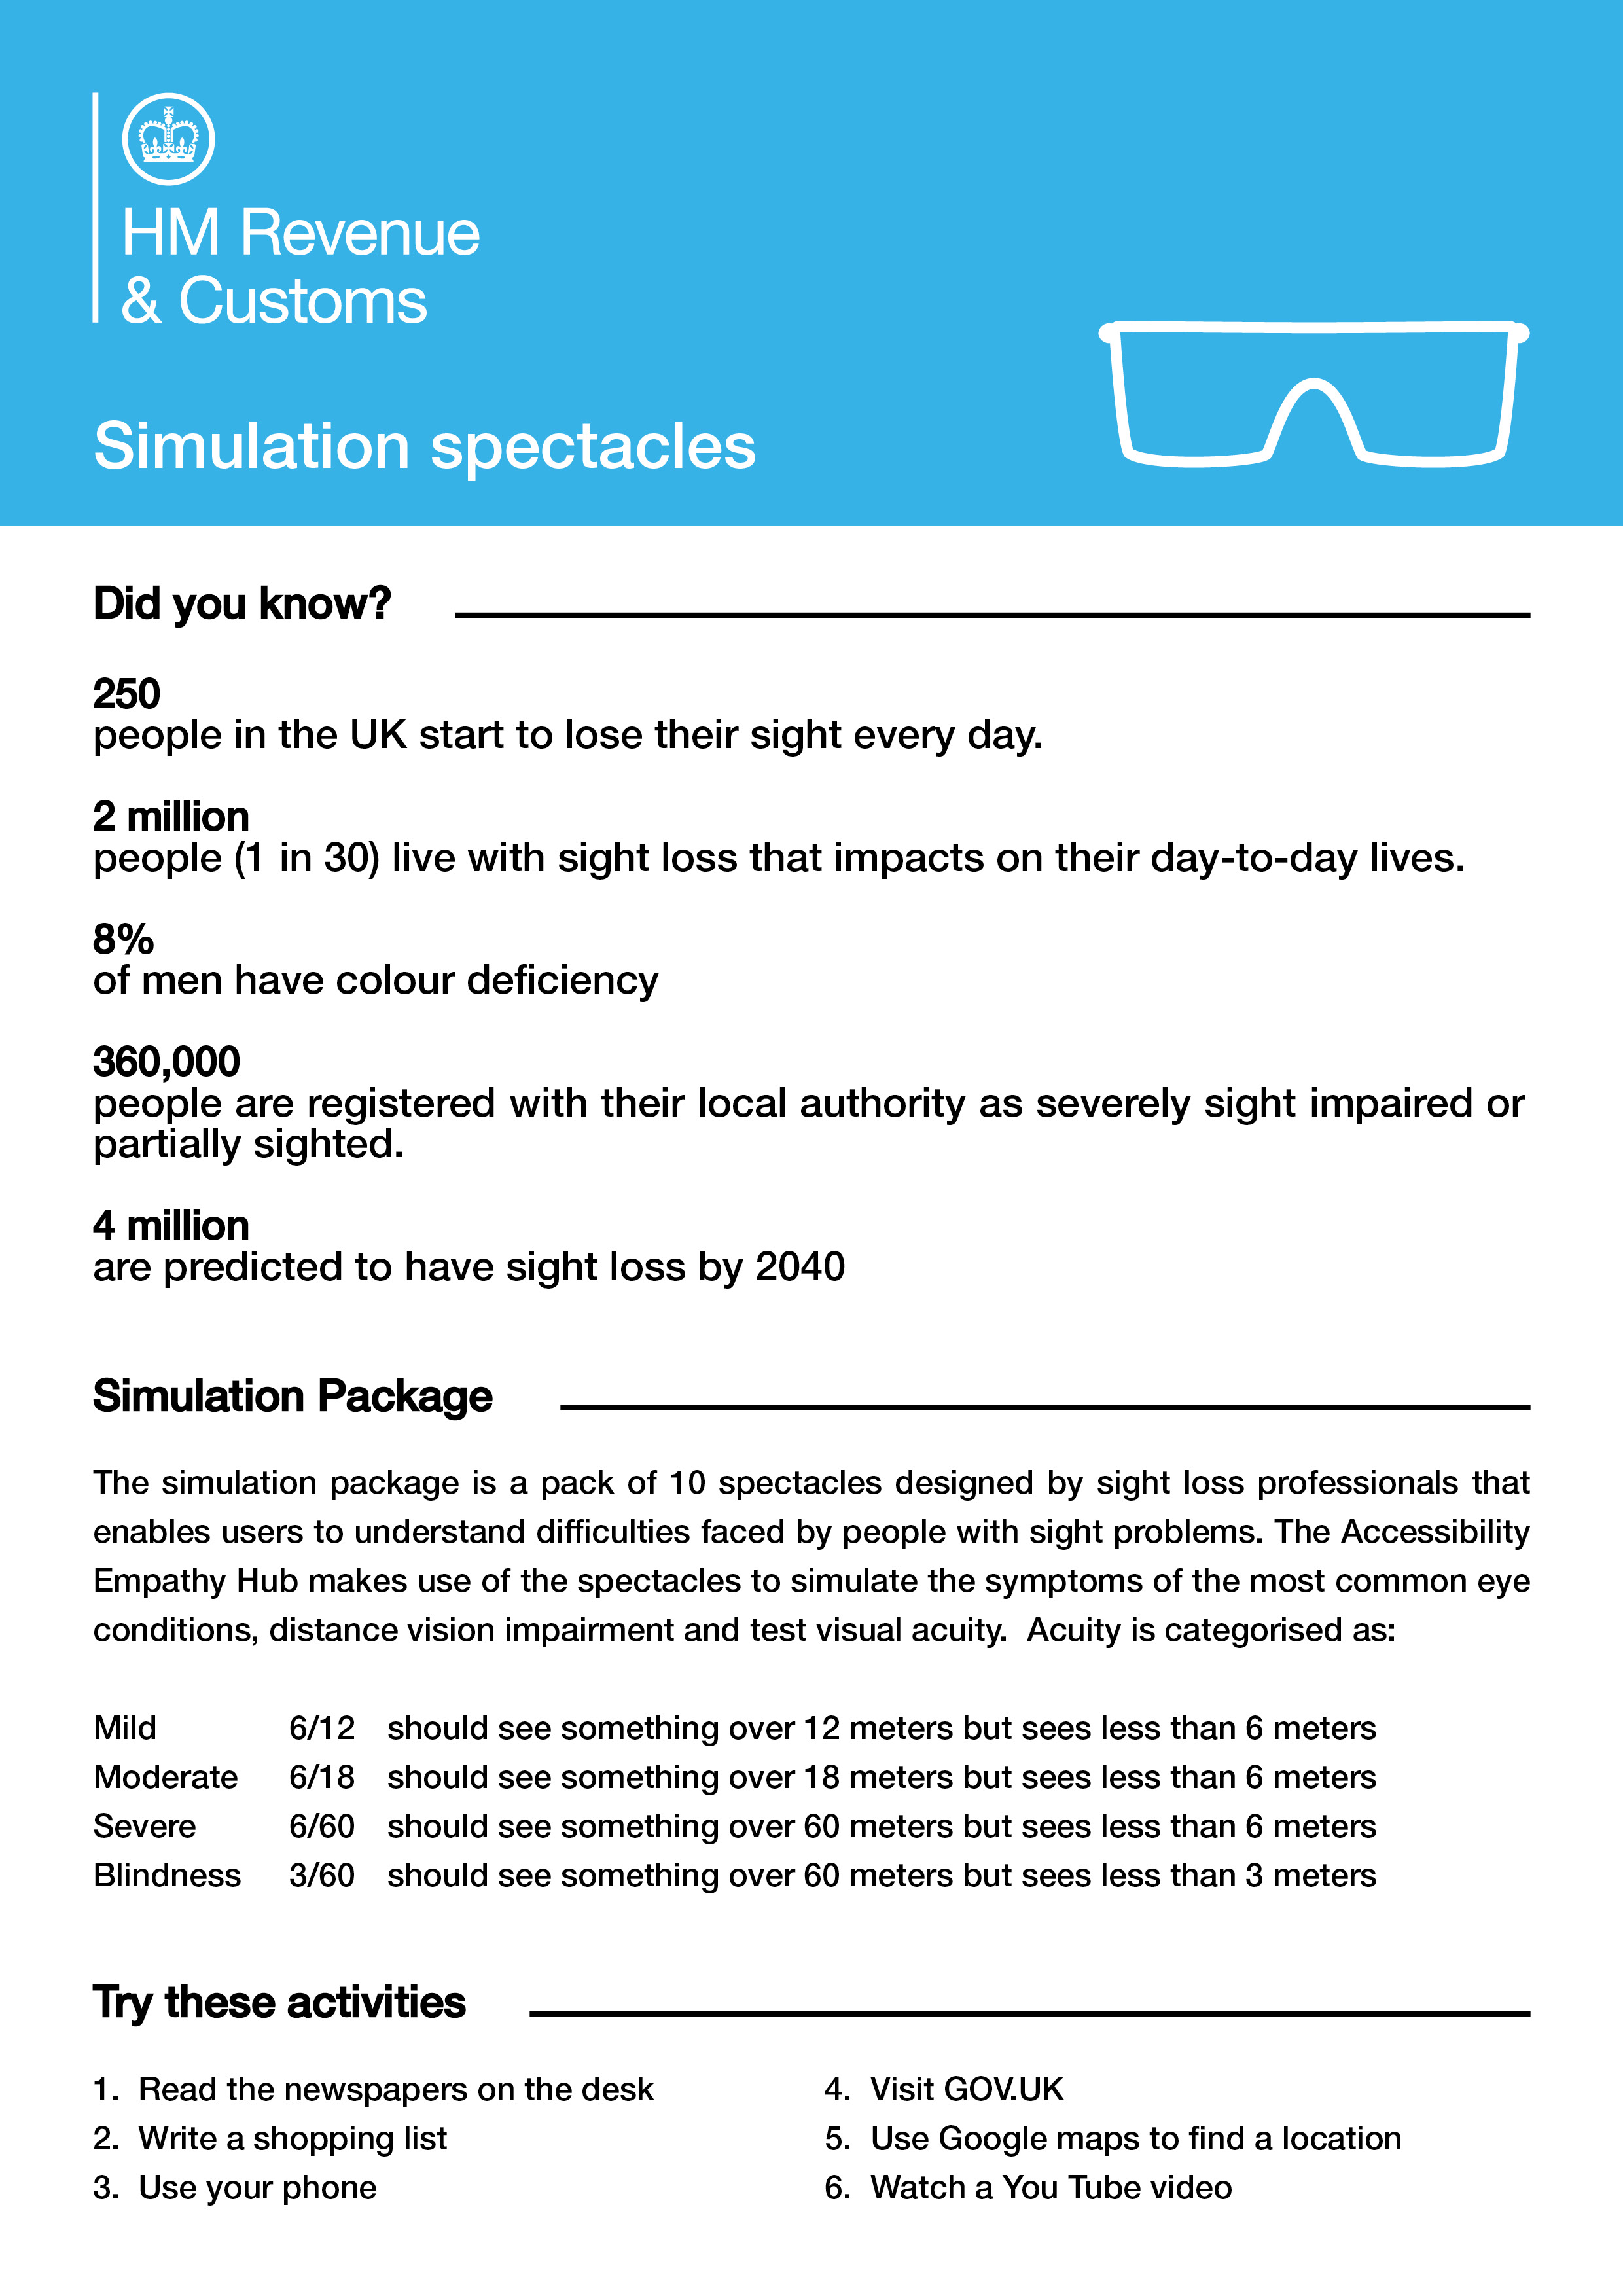 HM Revenue
& Customs
Simulation spectacles
Did you know?
250
people in the UK start to lose their sight every day.
2 million
people (1 in 30) live with sight loss that impacts on their day-to-day lives.
8%
of men have colour deficiency
360,000
people are registered with their local authority as severely sight impaired or
partially sighted.
4 million
are predicted to have sight loss by 2040
Simulation Package
The simulation package is a pack of 10 spectacles designed by sight loss professionals that
enables users to understand difficulties faced by people with sight problems. The Accessibility
Empathy Hub makes use of the spectacles to simulate the symptoms of the most common eye
conditions, distance vision impairment and test visual acuity.  Acuity is categorised as:
Mild 6/12 should see something over 12 meters but sees less than 6 meters
Moderate 6/18 should see something over 18 meters but sees less than 6 meters
Severe 6/60 should see something over 60 meters but sees less than 6 meters
Blindness 3/60 should see something over 60 meters but sees less than 3 meters
Try these activities
1. Read the newspapers on the desk
2. Write a shopping list
3. Use your phone
4. Visit GOV.UK
5. Use Google maps to find a location
6. Watch a You Tube video